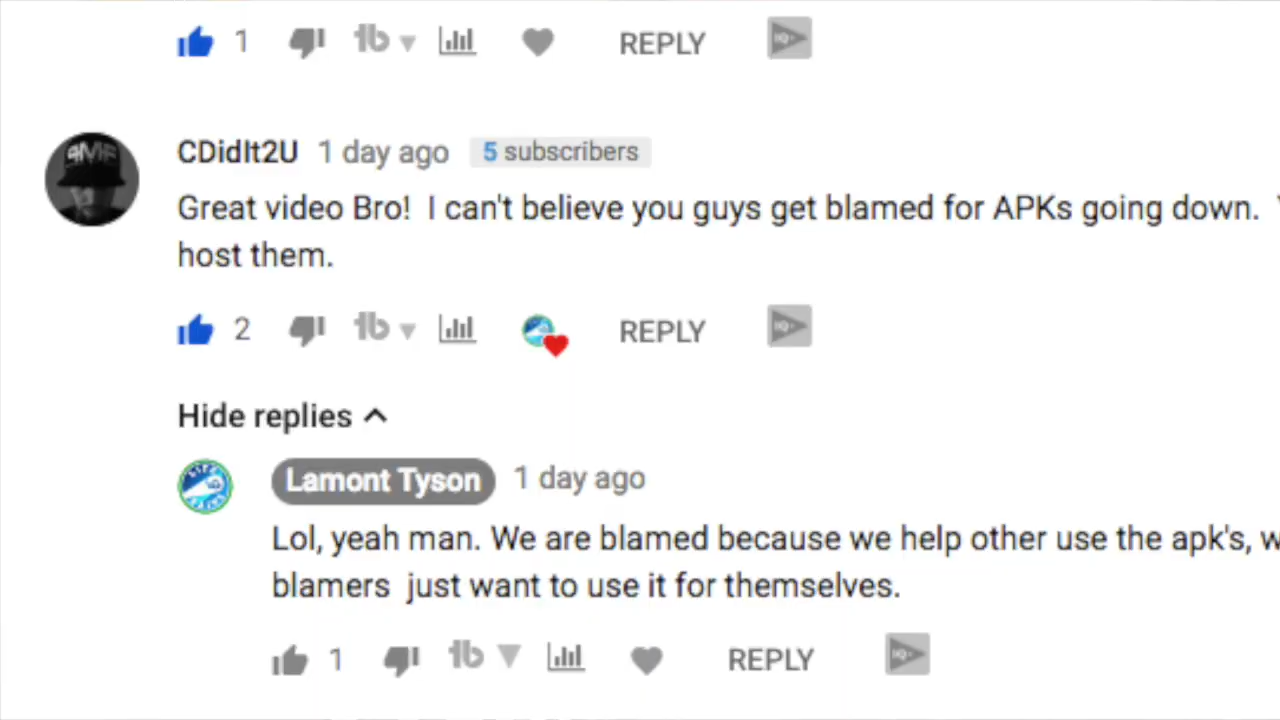 1 REPLY
CDidIt2U 1 day ago 5 subscribers
Great video Bro! I can't believe you guys get blamed for APKs going down.
host them.
2 REPLY
Hide replies
Lamont Tyson 1 day ago
Lol, yeah man. We are blamed because we help other use the apk's, w
blamers just want to use it for themselves.
1 REPLY